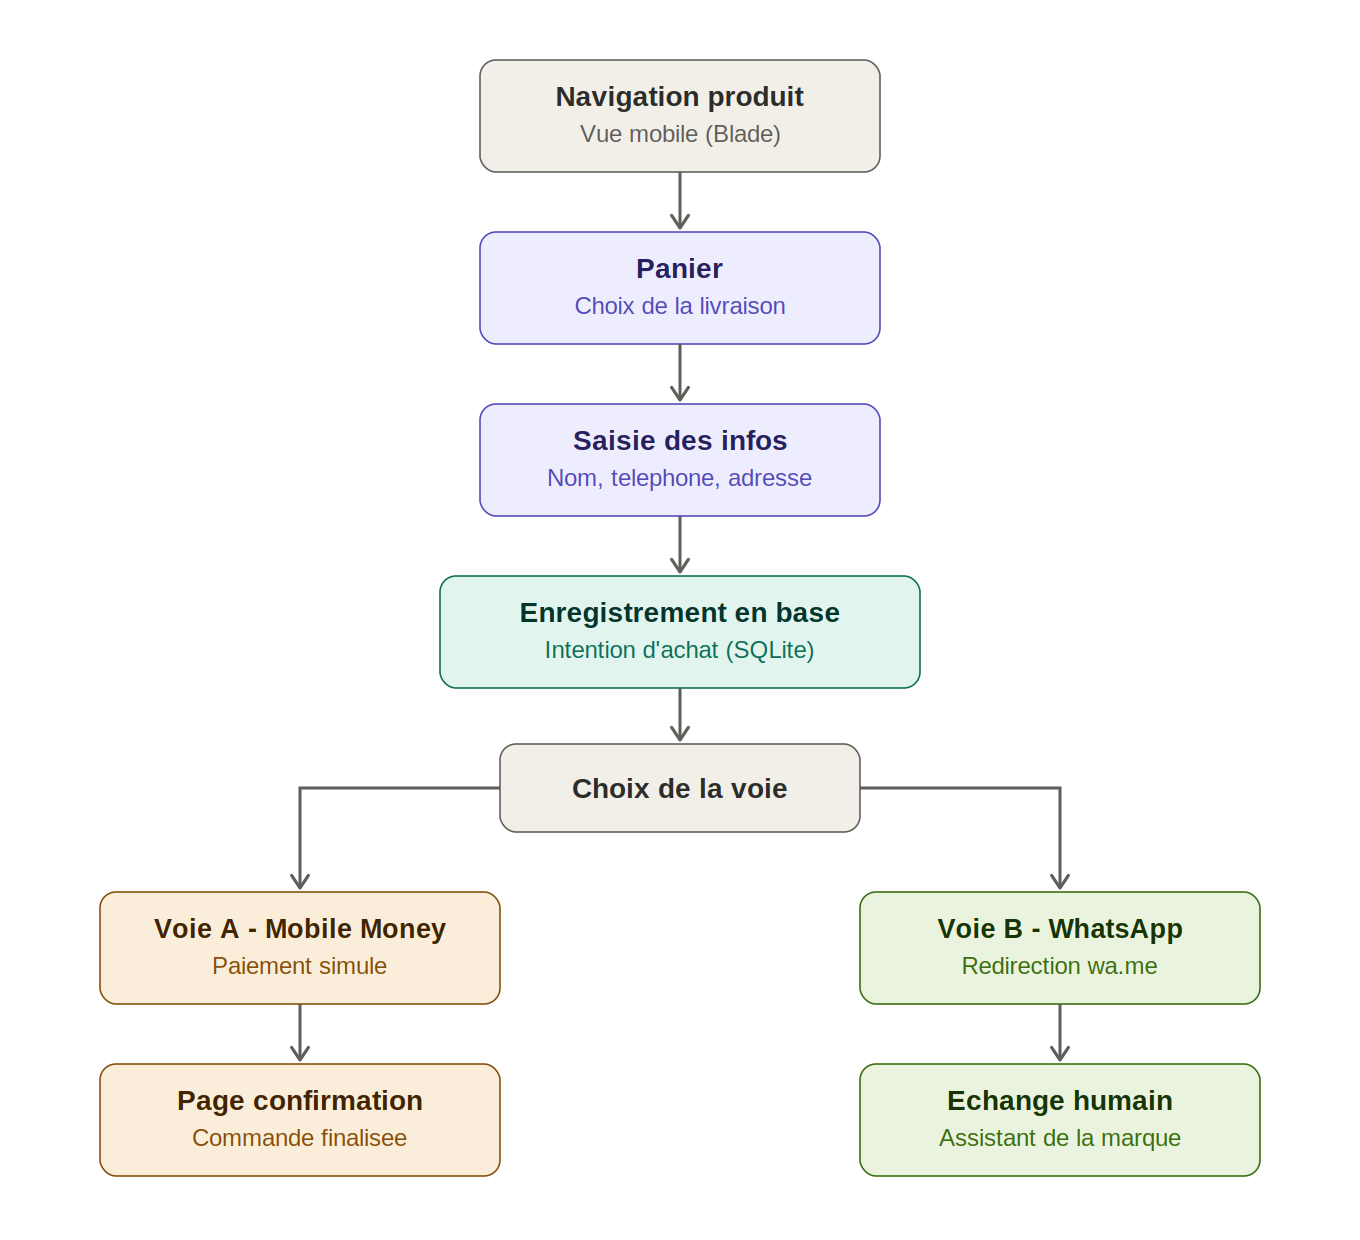 Navigation produit
Vue mobile (Blade)
Panier
Choix de la livraison
Saisie des infos
Nom, telephone, adresse
Enregistrement en base
Intention d'achat (SQLite)
Choix de la voie
Voie A - Mobile Money
Paiement simule
Voie B - WhatsApp
Redirection wa.me
Page confirmation
Commande finalisee
Echange humain
Assistant de la marque